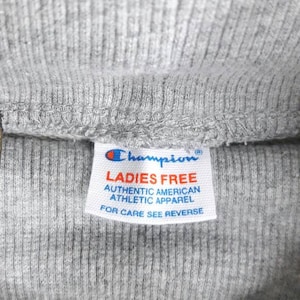 Champion®
LADIES FREE
AUTHENTIC AMERICAN
ATHLETIC APPAREL
FOR CARE SEE REVERSE